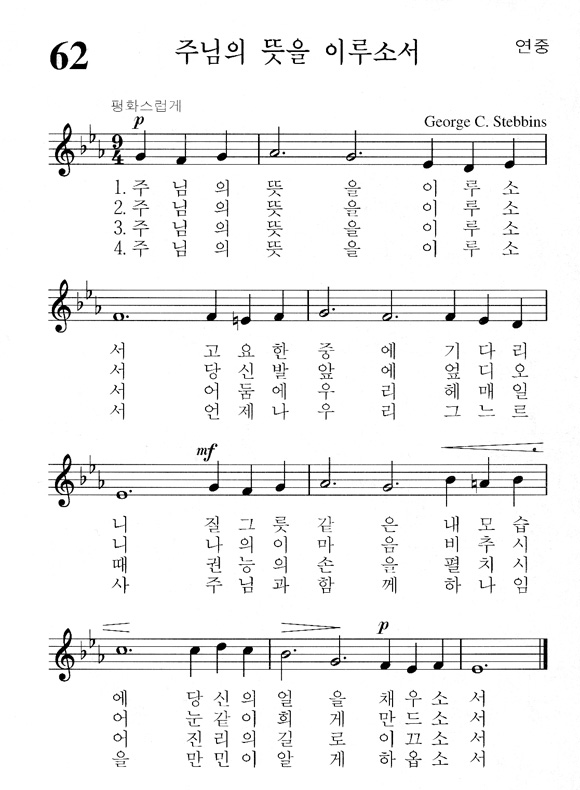 62
주님의 뜻을 이루소서
연중
평화스럽게
p
George C. Stebbins
1. 주 님 의 뜻 을 이 루 소
2. 주 님 의 뜻 을 이 루 소
3. 주 님 의 뜻 을 이 루 소
4. 주 님 의 뜻 을 이 루 소
서 고 요 한 중 에 기 다 리
서 당 신 발 앞 에 엎 디 오
서 어 둠 에 우 리 헤 매 일
서 언 제 나 우 리 그 느 르
mf
니 질 그 릇 같 은 내 모 습
니 나 의 이 마 음 비 추 시
때 권 능 의 손 을 펼 치 시
사 주 님 과 함 께 하 나 임
p
에 당 신 의 얼 을 채 우 소 서
어 눈 같 이 희 게 만 드 소 서
어 진 리 의 길 로 이 끄 소 서
을 만 민 이 알 게 하 옵 소 서